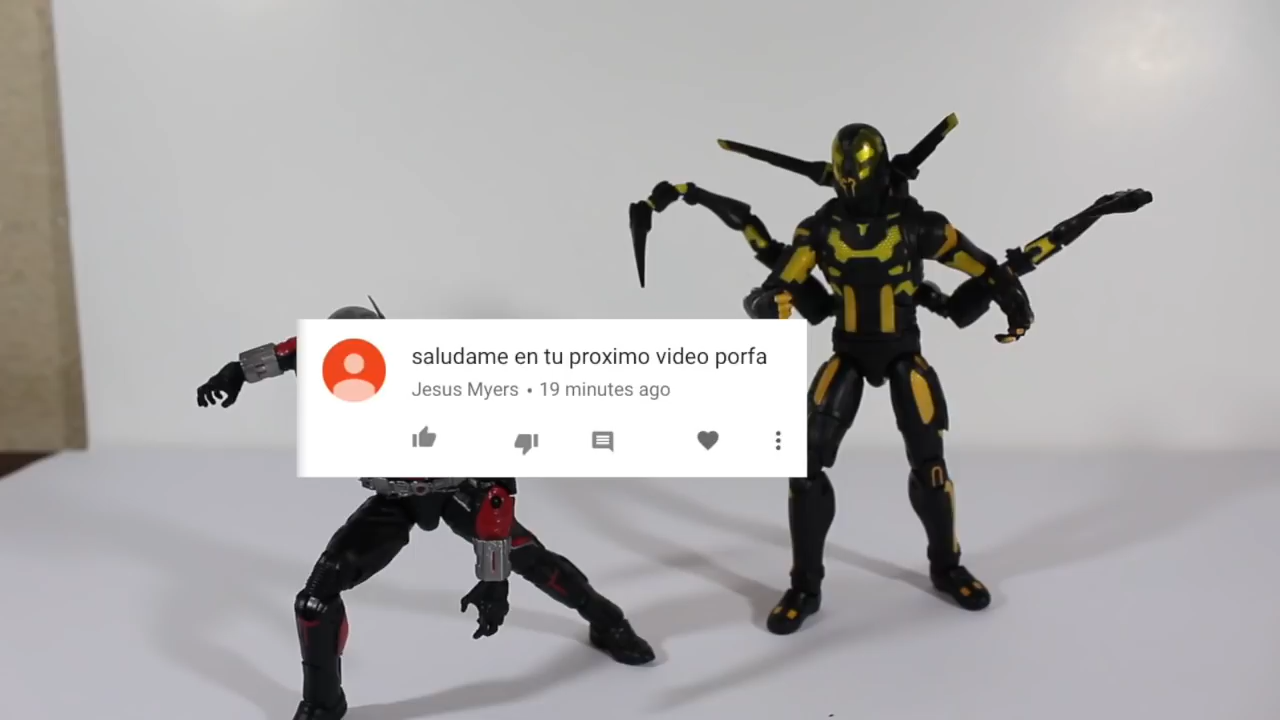 saludame en tu proximo video porfa
Jesus Myers • 19 minutes ago